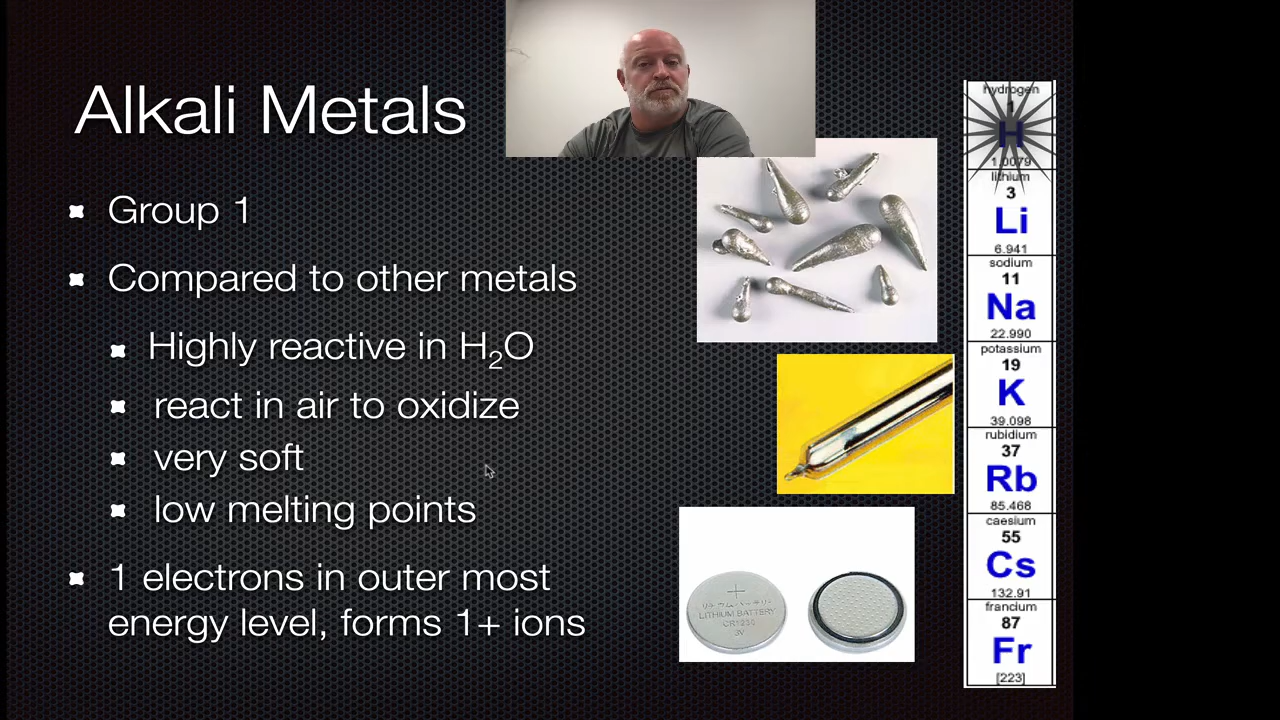 Alkali Metals
Group 1
Compared to other metals
Highly reactive in H₂O
react in air to oxidize
very soft
low melting points
1 electrons in outer most
energy level, forms 1+ ions
+
LITHIUM BATTERY
CR1230
3V
hydrogen
H
1.0079
lithium
3
Li
6.941
sodium
11
Na
22.990
potassium
19
K
39.098
rubidium
37
Rb
85.468
caesium
55
Cs
132.91
francium
87
Fr
[223]